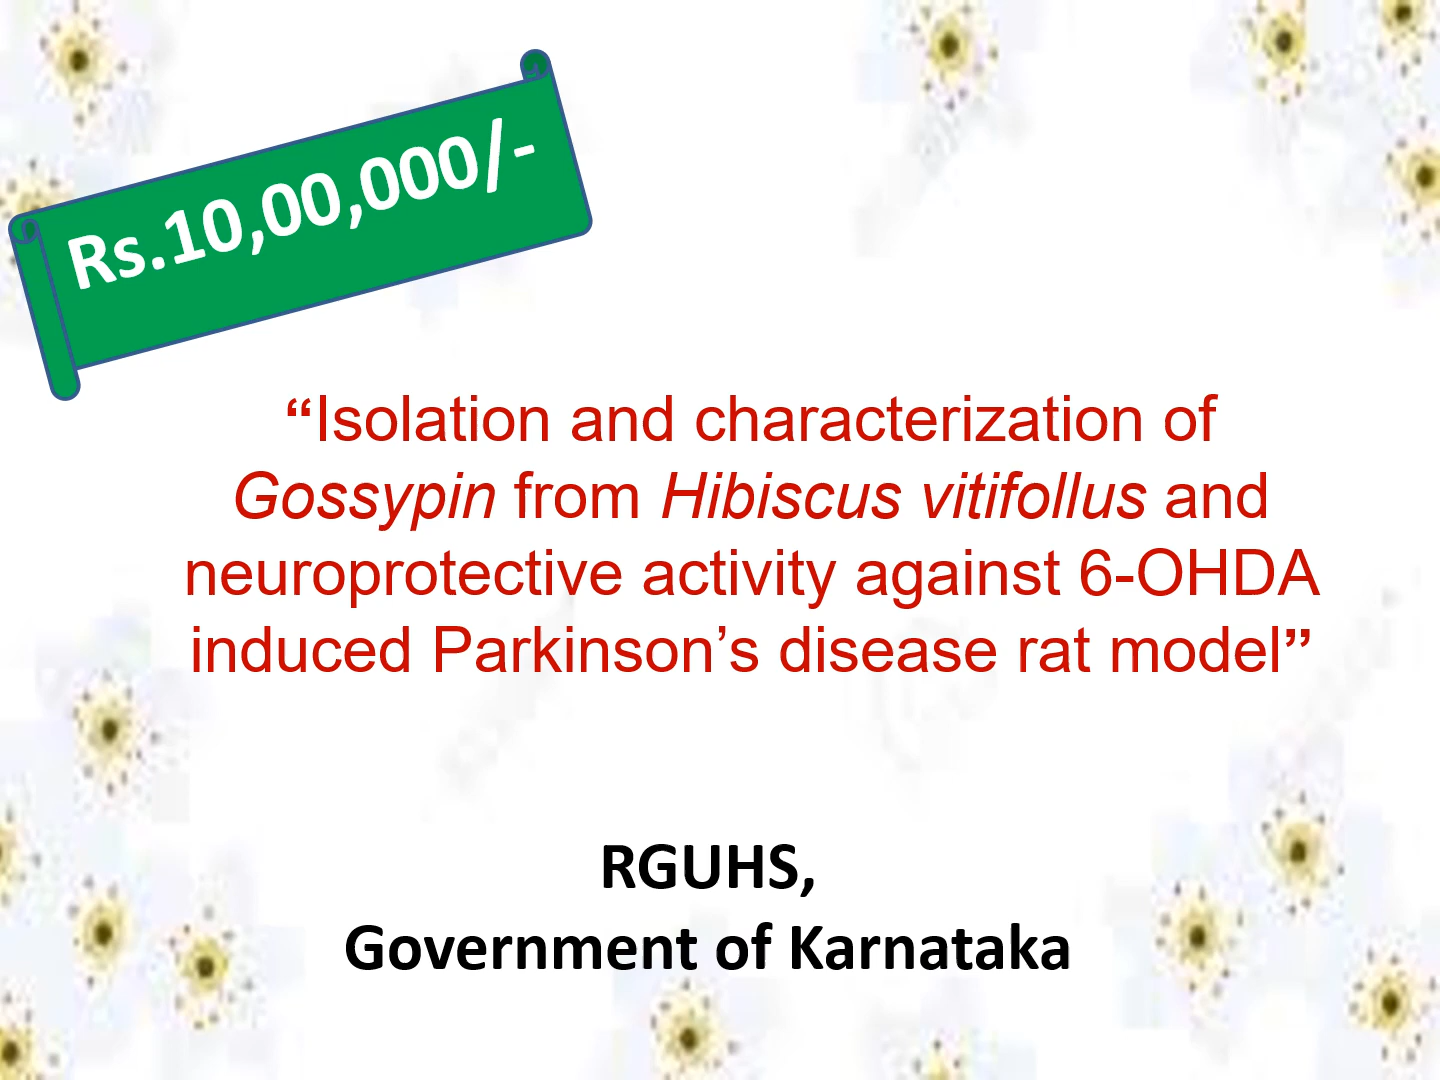 Rs.10,00,000/-
“Isolation and characterization of
Gossypin from Hibiscus vitifollus and
neuroprotective activity against 6-OHDA
induced Parkinson’s disease rat model”
RGUHS,
Government of Karnataka